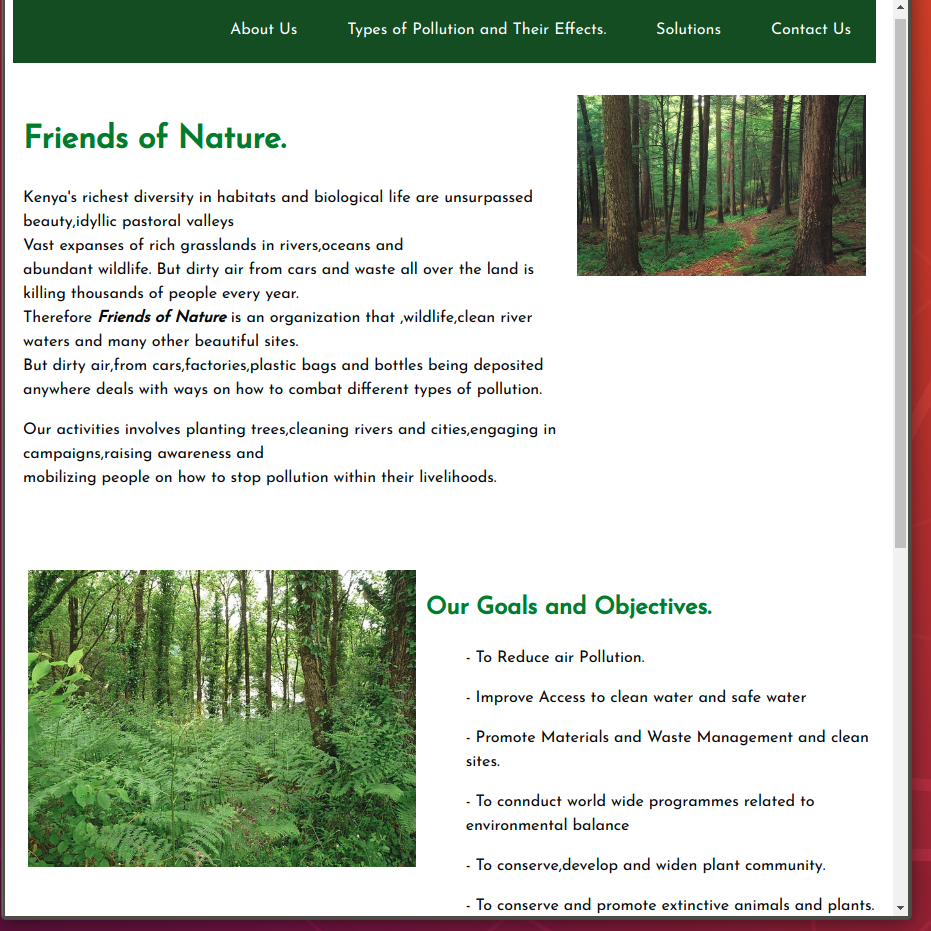 About Us Types of Pollution and Their Effects. Solutions Contact Us
Friends of Nature.
Kenya's richest diversity in habitats and biological life are unsurpassed
beauty,idyllic pastoral valleys
Vast expanses of rich grasslands in rivers,oceans and
abundant wildlife. But dirty air from cars and waste all over the land is
killing thousands of people every year.
Therefore Friends of Nature is an organization that ,wildlife,clean river
waters and many other beautiful sites.
But dirty air,from cars,factories,plastic bags and bottles being deposited
anywhere deals with ways on how to combat different types of pollution.
Our activities involves planting trees,cleaning rivers and cities,engaging in
campaigns,raising awareness and
mobilizing people on how to stop pollution within their livelihoods.
Our Goals and Objectives.
- To Reduce air Pollution.
- Improve Access to clean water and safe water
- Promote Materials and Waste Management and clean
sites.
- To connduct world wide programmes related to
environmental balance
- To conserve,develop and widen plant community.
- To conserve and promote extinctive animals and plants.